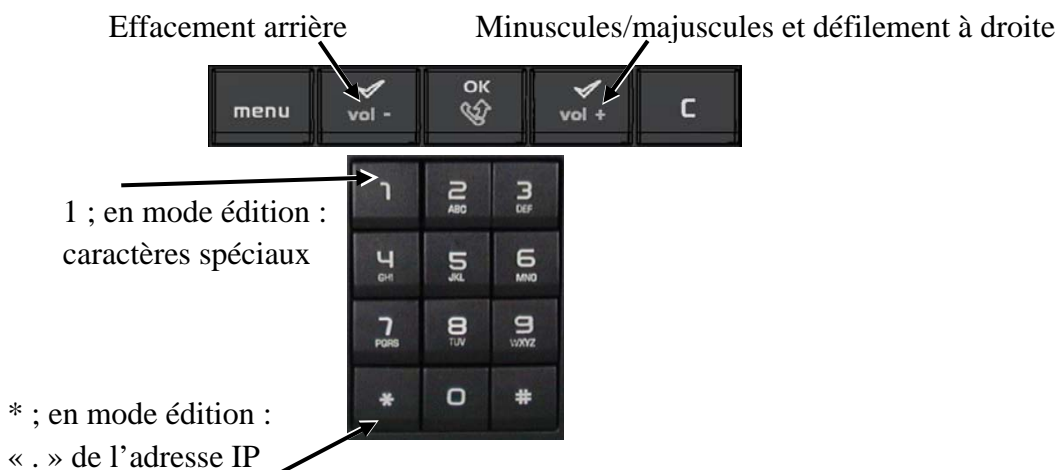 Effacement arrière
Minuscules/majuscules et défilement à droite
menu
vol -
OK
vol +
C
1
2
ABC
3
DEF
1 ; en mode édition :
caractères spéciaux
4
GHI
5
JKL
6
MNO
7
PQRS
8
TUV
9
WXYZ
* ; en mode édition :
« . » de l’adresse IP
*
0
#